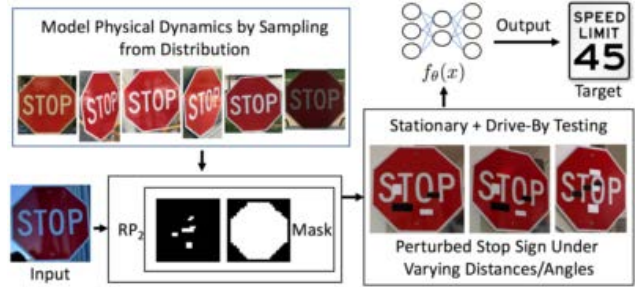 Model Physical Dynamics by Sampling
from Distribution
STOP STOP STOP STOP STOP STOP
STOP
Input
RP₂
Mask
Stationary + Drive-By Testing
STOP STOP STOP
Perturbed Stop Sign Under
Varying Distances/Angles
fθ(x)
Output
SPEED
LIMIT
45
Target